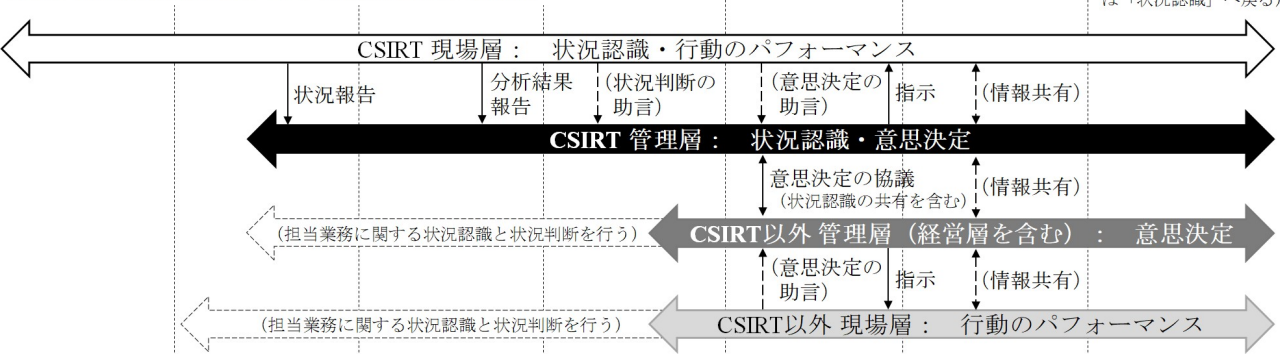 は「状況認識」へ戻る)
CSIRT 現場層： 状況認識・行動のパフォーマンス
状況報告
分析結果
報告
(状況判断の
助言)
(意思決定の
助言)
指示
(情報共有)
CSIRT 管理層： 状況認識・意思決定
意思決定の協議
(状況認識の共有を含む)
(情報共有)
(担当業務に関する状況認識と状況判断を行う)
CSIRT以外 管理層（経営層を含む）： 意思決定
(意思決定の
助言)
指示
(情報共有)
(担当業務に関する状況認識と状況判断を行う)
CSIRT以外 現場層： 行動のパフォーマンス